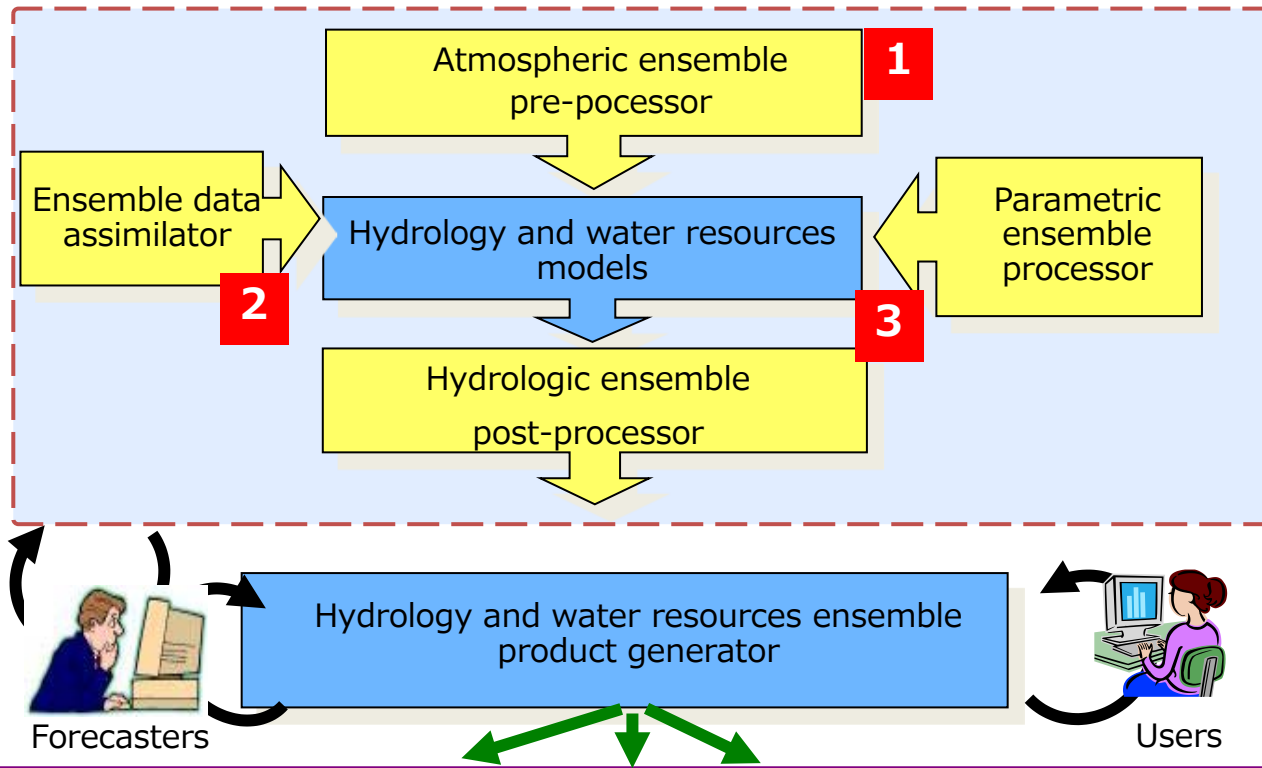 Atmospheric ensemble
pre-pocessor
1
Ensemble data
assimilator
2
Hydrology and water resources
models
3
Parametric
ensemble
processor
Hydrologic ensemble
post-processor
Hydrology and water resources ensemble
product generator
Forecasters
Users